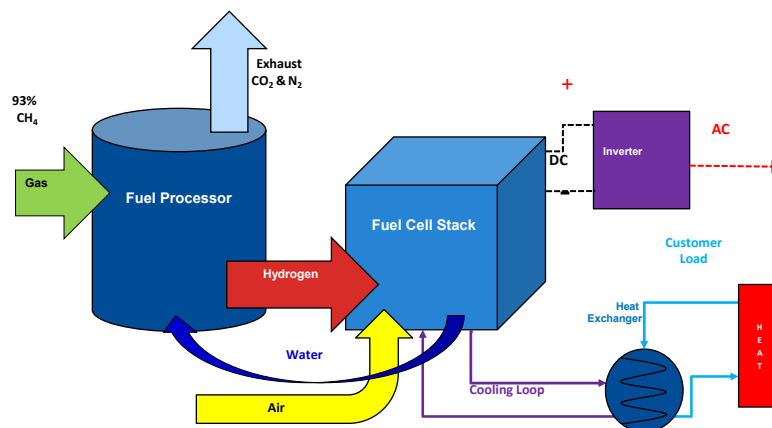 Exhaust
CO2 & N2
93%
CH4
+
AC
DC
Inverter
Gas
Fuel Processor
Fuel Cell Stack
Customer
Load
Hydrogen
Heat
Exchanger
H
E
A
T
Water
Cooling Loop
Air